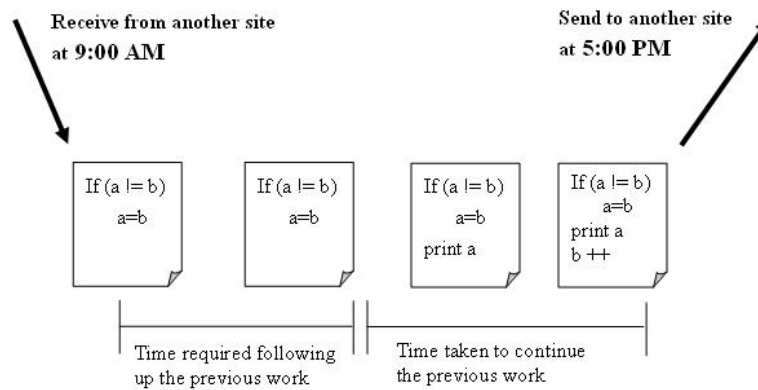 Receive from another site
at 9:00 AM
Send to another site
at 5:00 PM
If (a != b)
a=b
If (a != b)
a=b
If (a != b)
a=b
print a
If (a != b)
a=b
print a
b ++
Time required following
up the previous work
Time taken to continue
the previous work